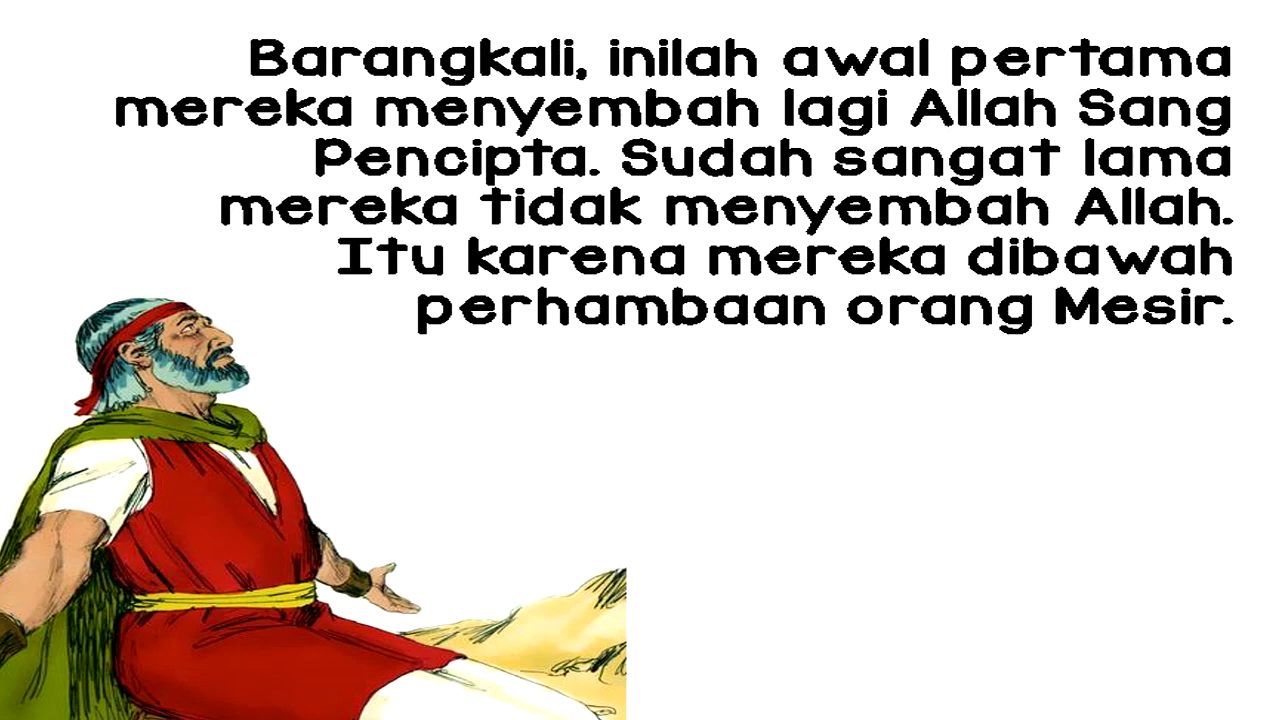 Barangkali, inilah awal pertama
mereka menyembah lagi Allah Sang
Pencipta. Sudah sangat lama
mereka tidak menyembah Allah.
Itu karena mereka dibawah
perhambaan orang Mesir.